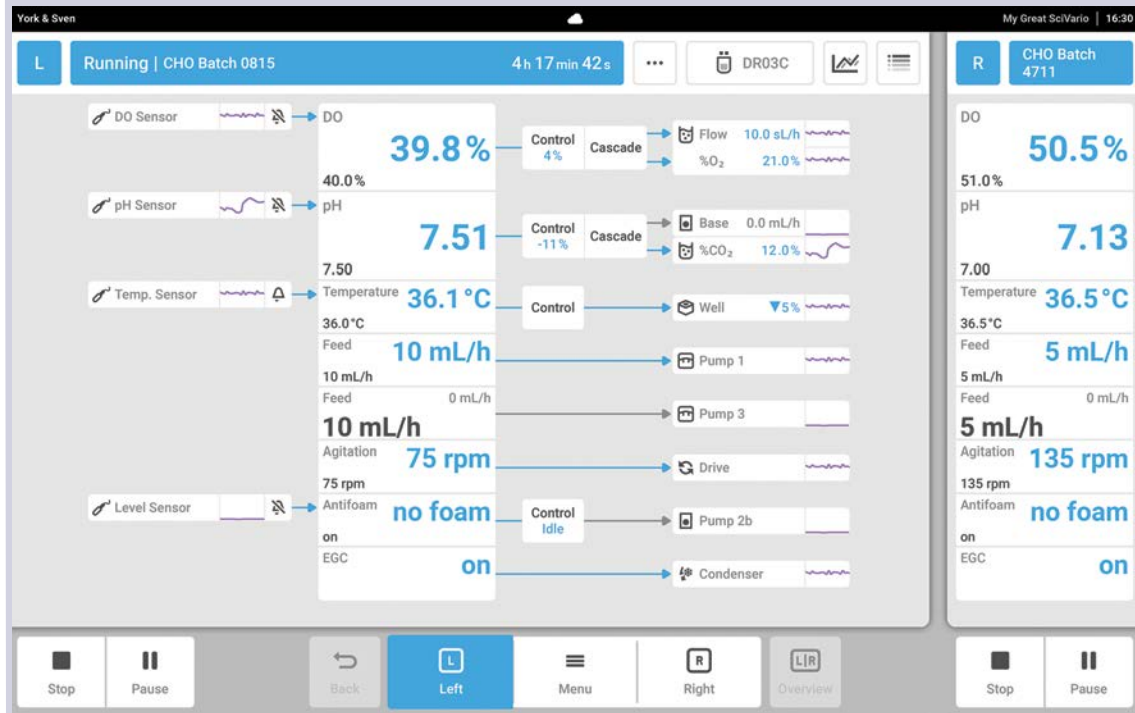 York & Sven
My Great SciVario | 16:30
L
Running | CHO Batch 0815
4 h 17 min 42 s
DR03C
R
CHO Batch
4711
DO Sensor
DO
39.8 %
40.0 %
Control
4%
Cascade
Flow 10.0 sL/h
%O₂ 21.0 %
DO
50.5 %
51.0 %
pH Sensor
pH
7.51
7.50
Control
-11%
Cascade
Base 0.0 mL/h
%CO₂ 12.0 %
pH
7.13
7.00
Temp. Sensor
Temperature
36.1 °C
36.0°C
Control
Well ▼5 %
Temperature
36.5 °C
36.5°C
Feed
10 mL/h
10 mL/h
Pump 1
Feed
5 mL/h
5 mL/h
Feed 0 mL/h
10 mL/h
Pump 3
Feed 0 mL/h
5 mL/h
Agitation
75 rpm
75 rpm
Drive
Agitation
135 rpm
135 rpm
Level Sensor
Antifoam
no foam
on
Control
Idle
Pump 2b
Antifoam
no foam
on
EGC
on
Condenser
EGC
on
Stop
Pause
Back
L
Left
Menu
R
Right
L|R
Overview
Stop
Pause